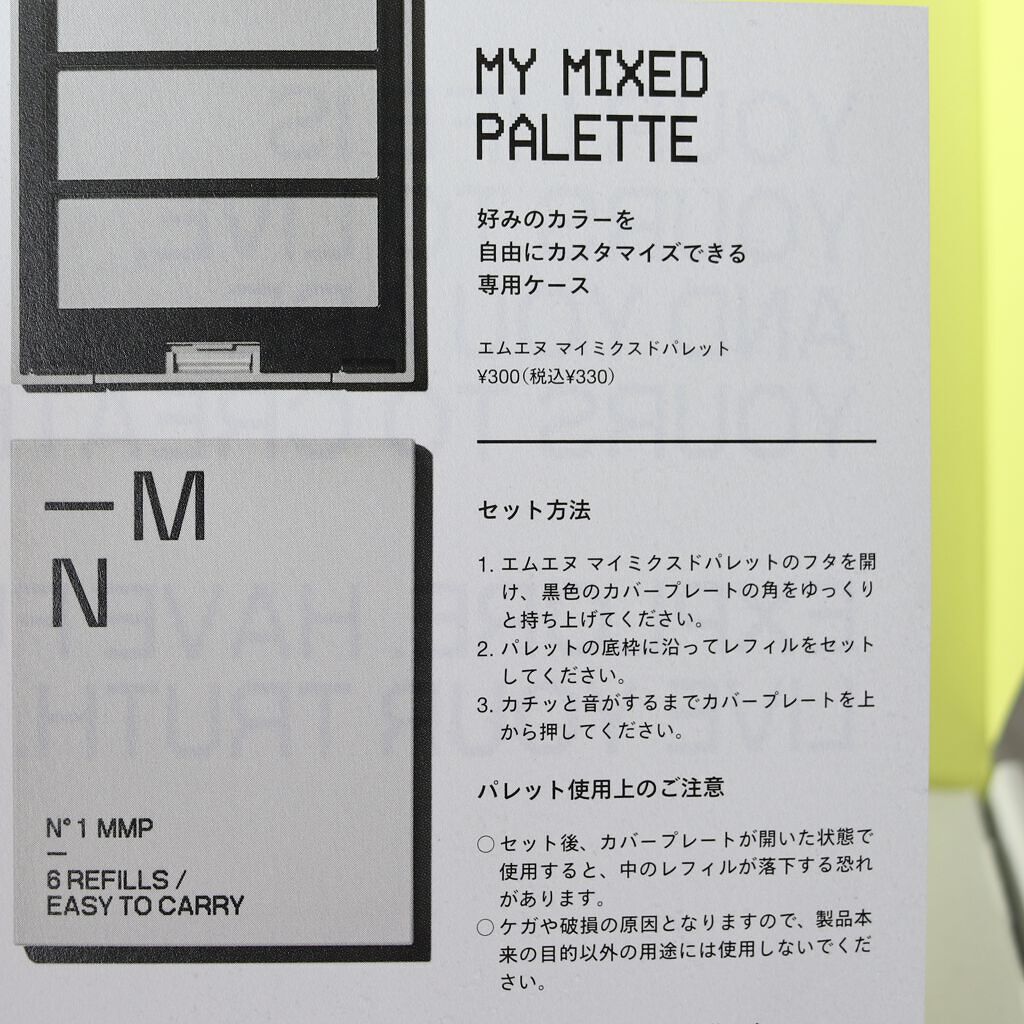 MY MIXED
PALETTE
好みのカラーを
自由にカスタマイズできる
専用ケース
エムエヌ マイミクスドパレット
¥300(税込¥330)
セット方法
1. エムエヌ マイミクスドパレットのフタを開
け、黒色のカバープレートの角をゆっくり
と持ち上げてください。
2. パレットの底枠に沿ってレフィルをセット
してください。
3. カチッと音がするまでカバープレートを上
から押してください。
パレット使用上のご注意
○ セット後、カバープレートが開いた状態で
使用すると、中のレフィルが落下する恐れ
があります。
○ ケガや破損の原因となりますので、製品本
来の目的以外の用途には使用しないでくだ
さい。
—M
N
N° 1 MMP
—
6 REFILLS /
EASY TO CARRY